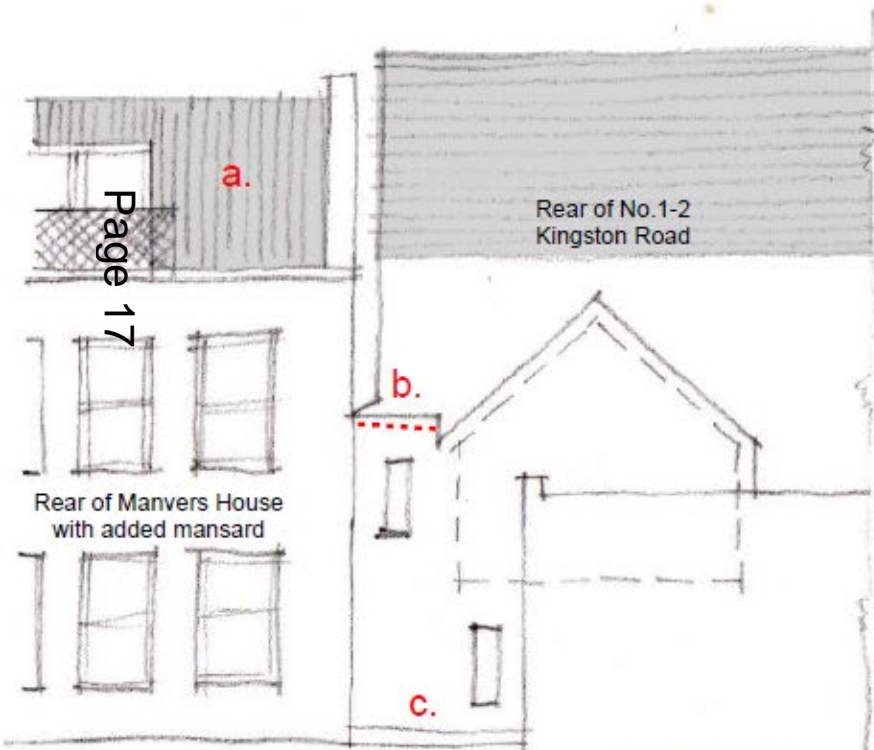 a.
Page 17
Rear of No.1-2
Kingston Road
b.
Rear of Manvers House
with added mansard
c.